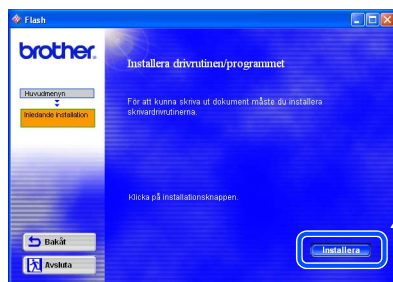 Flash
brother.
Installera drivrutinen/programmet
Huvudmenyn
Inledande installation
För att kunna skriva ut dokument måste du installera
skrivardrivrutinerna.
Klicka på installationsknappen.
Bakåt
Installera
Avsluta